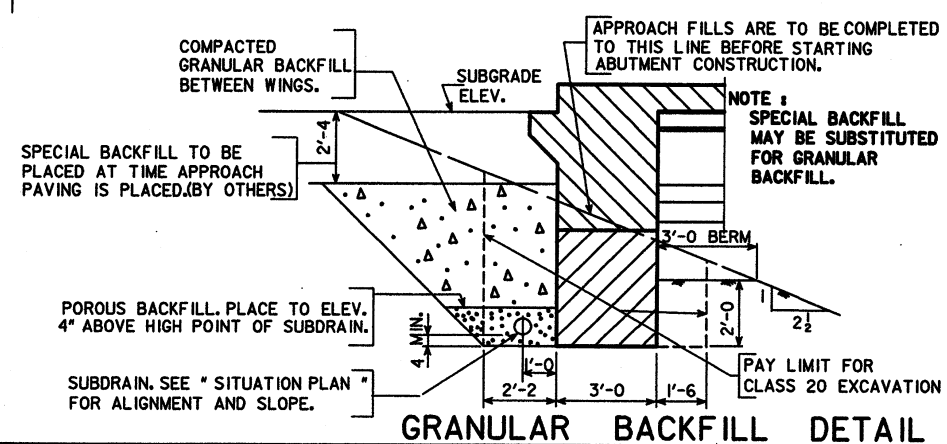 COMPACTED
GRANULAR BACKFILL
BETWEEN WINGS.
SUBGRADE
ELEV.
APPROACH FILLS ARE TO BE COMPLETED
TO THIS LINE BEFORE STARTING
ABUTMENT CONSTRUCTION.
NOTE :
SPECIAL BACKFILL
MAY BE SUBSTITUTED
FOR GRANULAR
BACKFILL.
2'-4
SPECIAL BACKFILL TO BE
PLACED AT TIME APPROACH
PAVING IS PLACED.(BY OTHERS)
3'-0 BERM
POROUS BACKFILL. PLACE TO ELEV.
4" ABOVE HIGH POINT OF SUBDRAIN.
4 MIN.
2'-0
1
2 1/2
SUBDRAIN. SEE " SITUATION PLAN "
FOR ALIGNMENT AND SLOPE.
1'-0
2'-2
3'-0
1'-6
PAY LIMIT FOR
CLASS 20 EXCAVATION
GRANULAR BACKFILL DETAIL